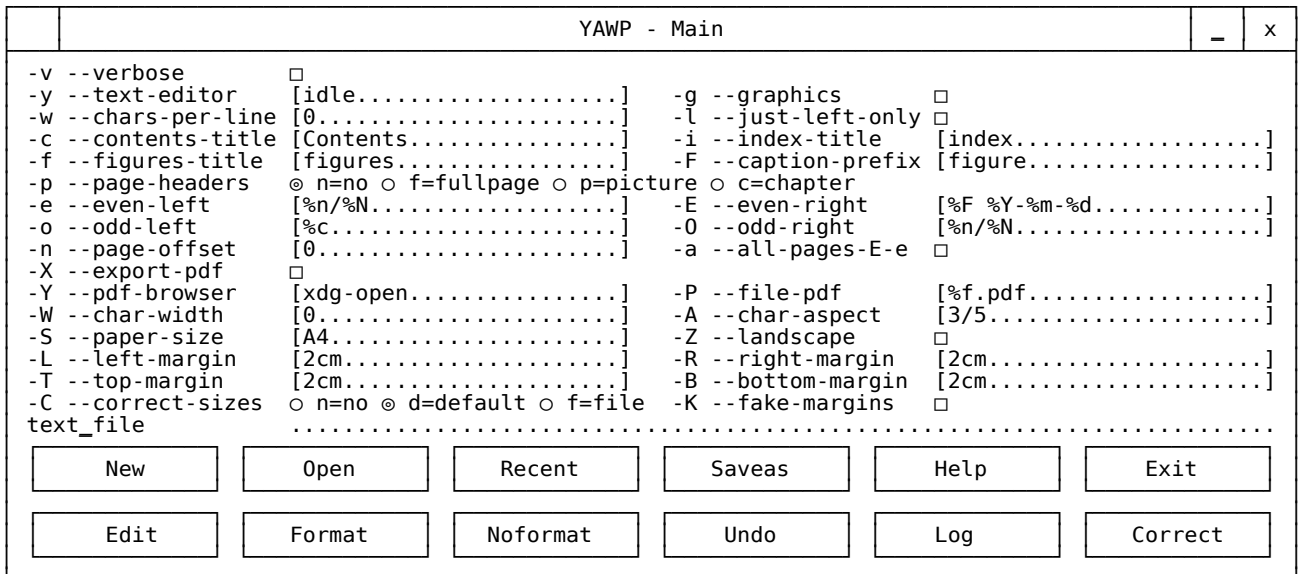 YAWP - Main _ x
-v --verbose □
-y --text-editor [idle....................] -g --graphics □
-w --chars-per-line [0.......................] -l --just-left-only □
-c --contents-title [Contents................] -i --index-title [index...................]
-f --figures-title [figures.................] -F --caption-prefix [figure..................]
-p --page-headers ◎ n=no ○ f=fullpage ○ p=picture ○ c=chapter
-e --even-left [%n/%N...................] -E --even-right [%F %Y-%m-%d.............]
-o --odd-left [%c......................] -O --odd-right [%n/%N...................]
-n --page-offset [0.......................] -a --all-pages-E-e □
-X --export-pdf □
-Y --pdf-browser [xdg-open................] -P --file-pdf [%f.pdf..................]
-W --char-width [0.......................] -A --char-aspect [3/5.....................]
-S --paper-size [A4......................] -Z --landscape □
-L --left-margin [2cm.....................] -R --right-margin [2cm.....................]
-T --top-margin [2cm.....................] -B --bottom-margin [2cm.....................]
-C --correct-sizes ○ n=no ◎ d=default ○ f=file -K --fake-margins □
text_file ...........................................................................
New Open Recent Saveas Help Exit
Edit Format Noformat Undo Log Correct